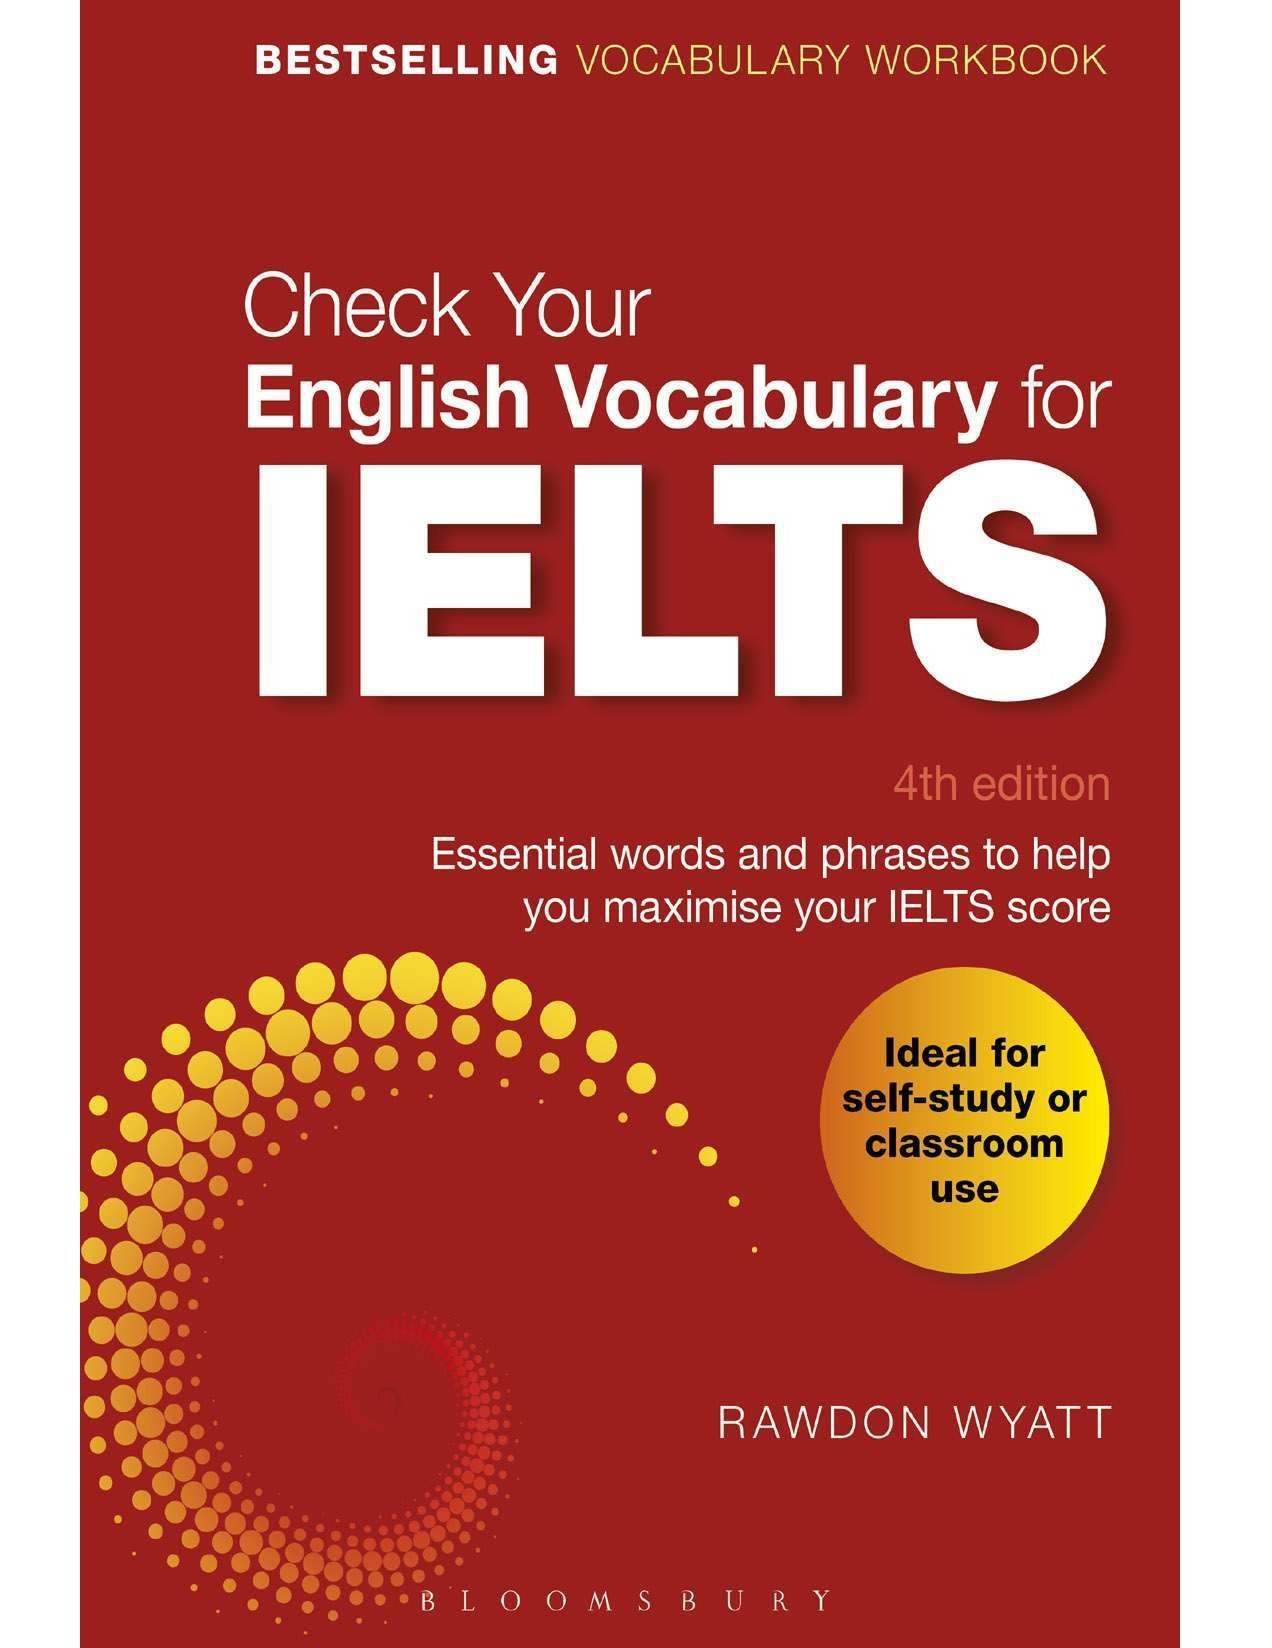 BESTSELLING VOCABULARY WORKBOOK
Check Your
English Vocabulary for
IELTS
4th edition
Essential words and phrases to help
you maximise your IELTS score
Ideal for
self-study or
classroom
use
RAWDON WYATT
BLOOMSBURY